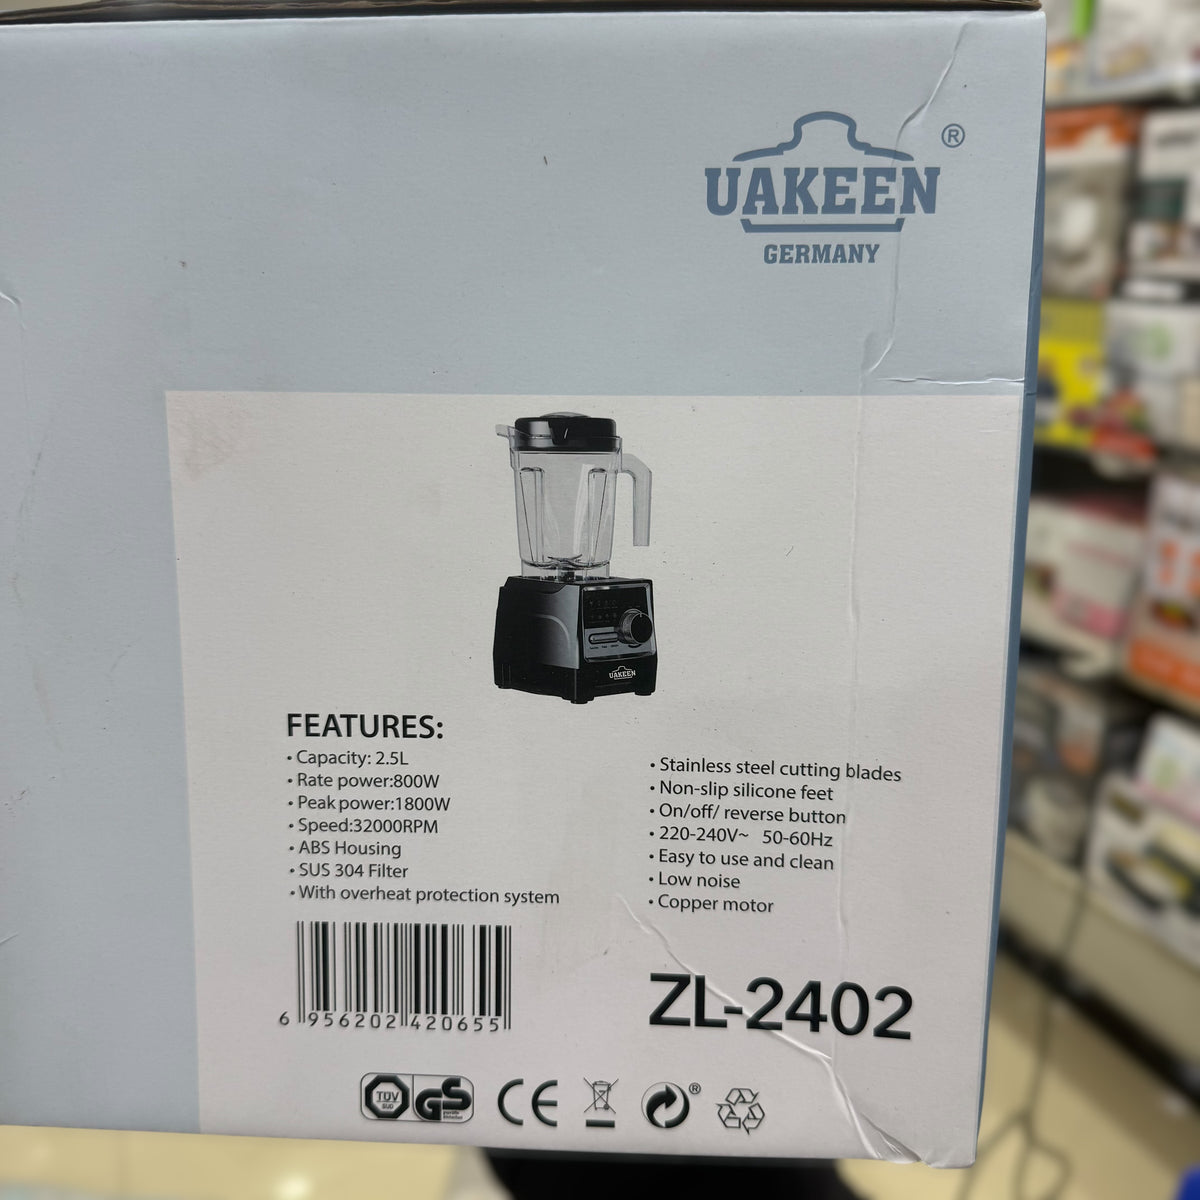 UAKEEN ®
GERMANY
UAKEEN
FEATURES:
• Capacity: 2.5L
• Rate power:800W
• Peak power:1800W
• Speed:32000RPM
• ABS Housing
• SUS 304 Filter
• With overheat protection system
• Stainless steel cutting blades
• Non-slip silicone feet
• On/off/ reverse button
• 220-240V~ 50-60Hz
• Easy to use and clean
• Low noise
• Copper motor
6 956202 420655
ZL-2402
TÜV
SÜD
GS
CE
®